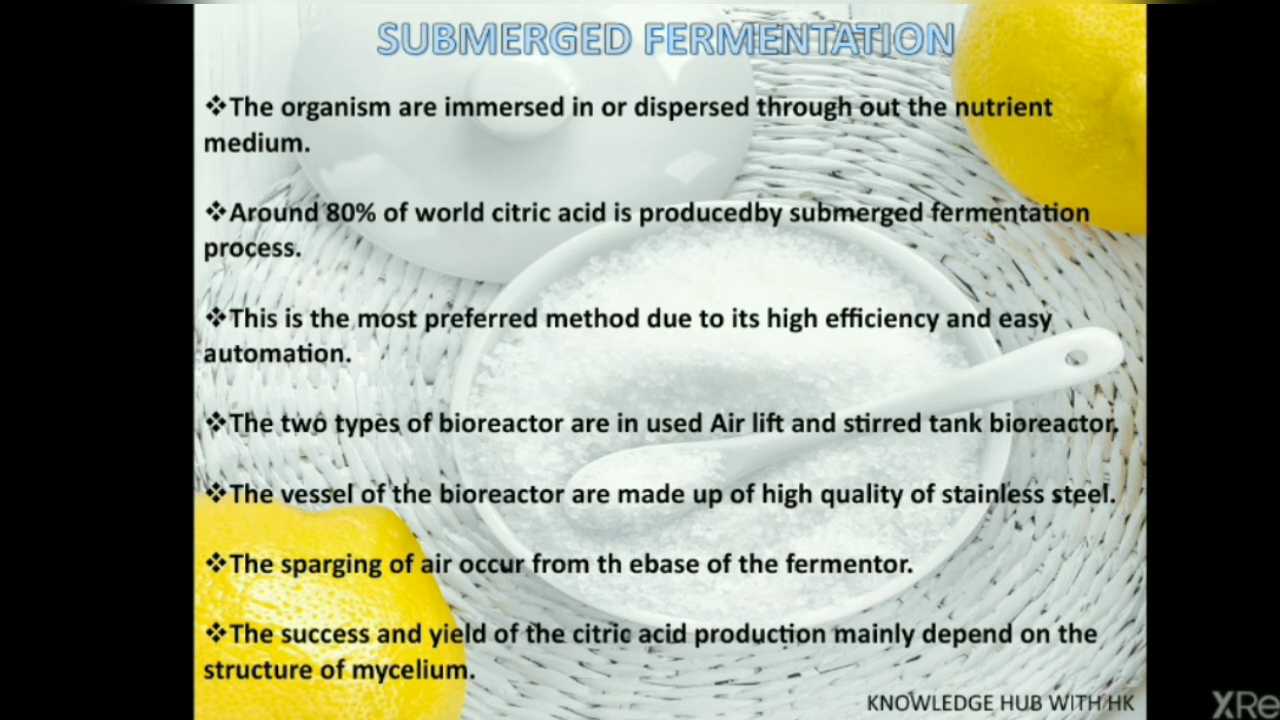 SUBMERGED FERMENTATION
❖The organism are immersed in or dispersed through out the nutrient
medium.
❖Around 80% of world citric acid is producedby submerged fermentation
process.
❖This is the most preferred method due to its high efficiency and easy
automation.
❖The two types of bioreactor are in used Air lift and stirred tank bioreactor.
❖The vessel of the bioreactor are made up of high quality of stainless steel.
❖The sparging of air occur from th ebase of the fermentor.
❖The success and yield of the citric acid production mainly depend on the
structure of mycelium.
KNOWLEDGE HUB WITH HK